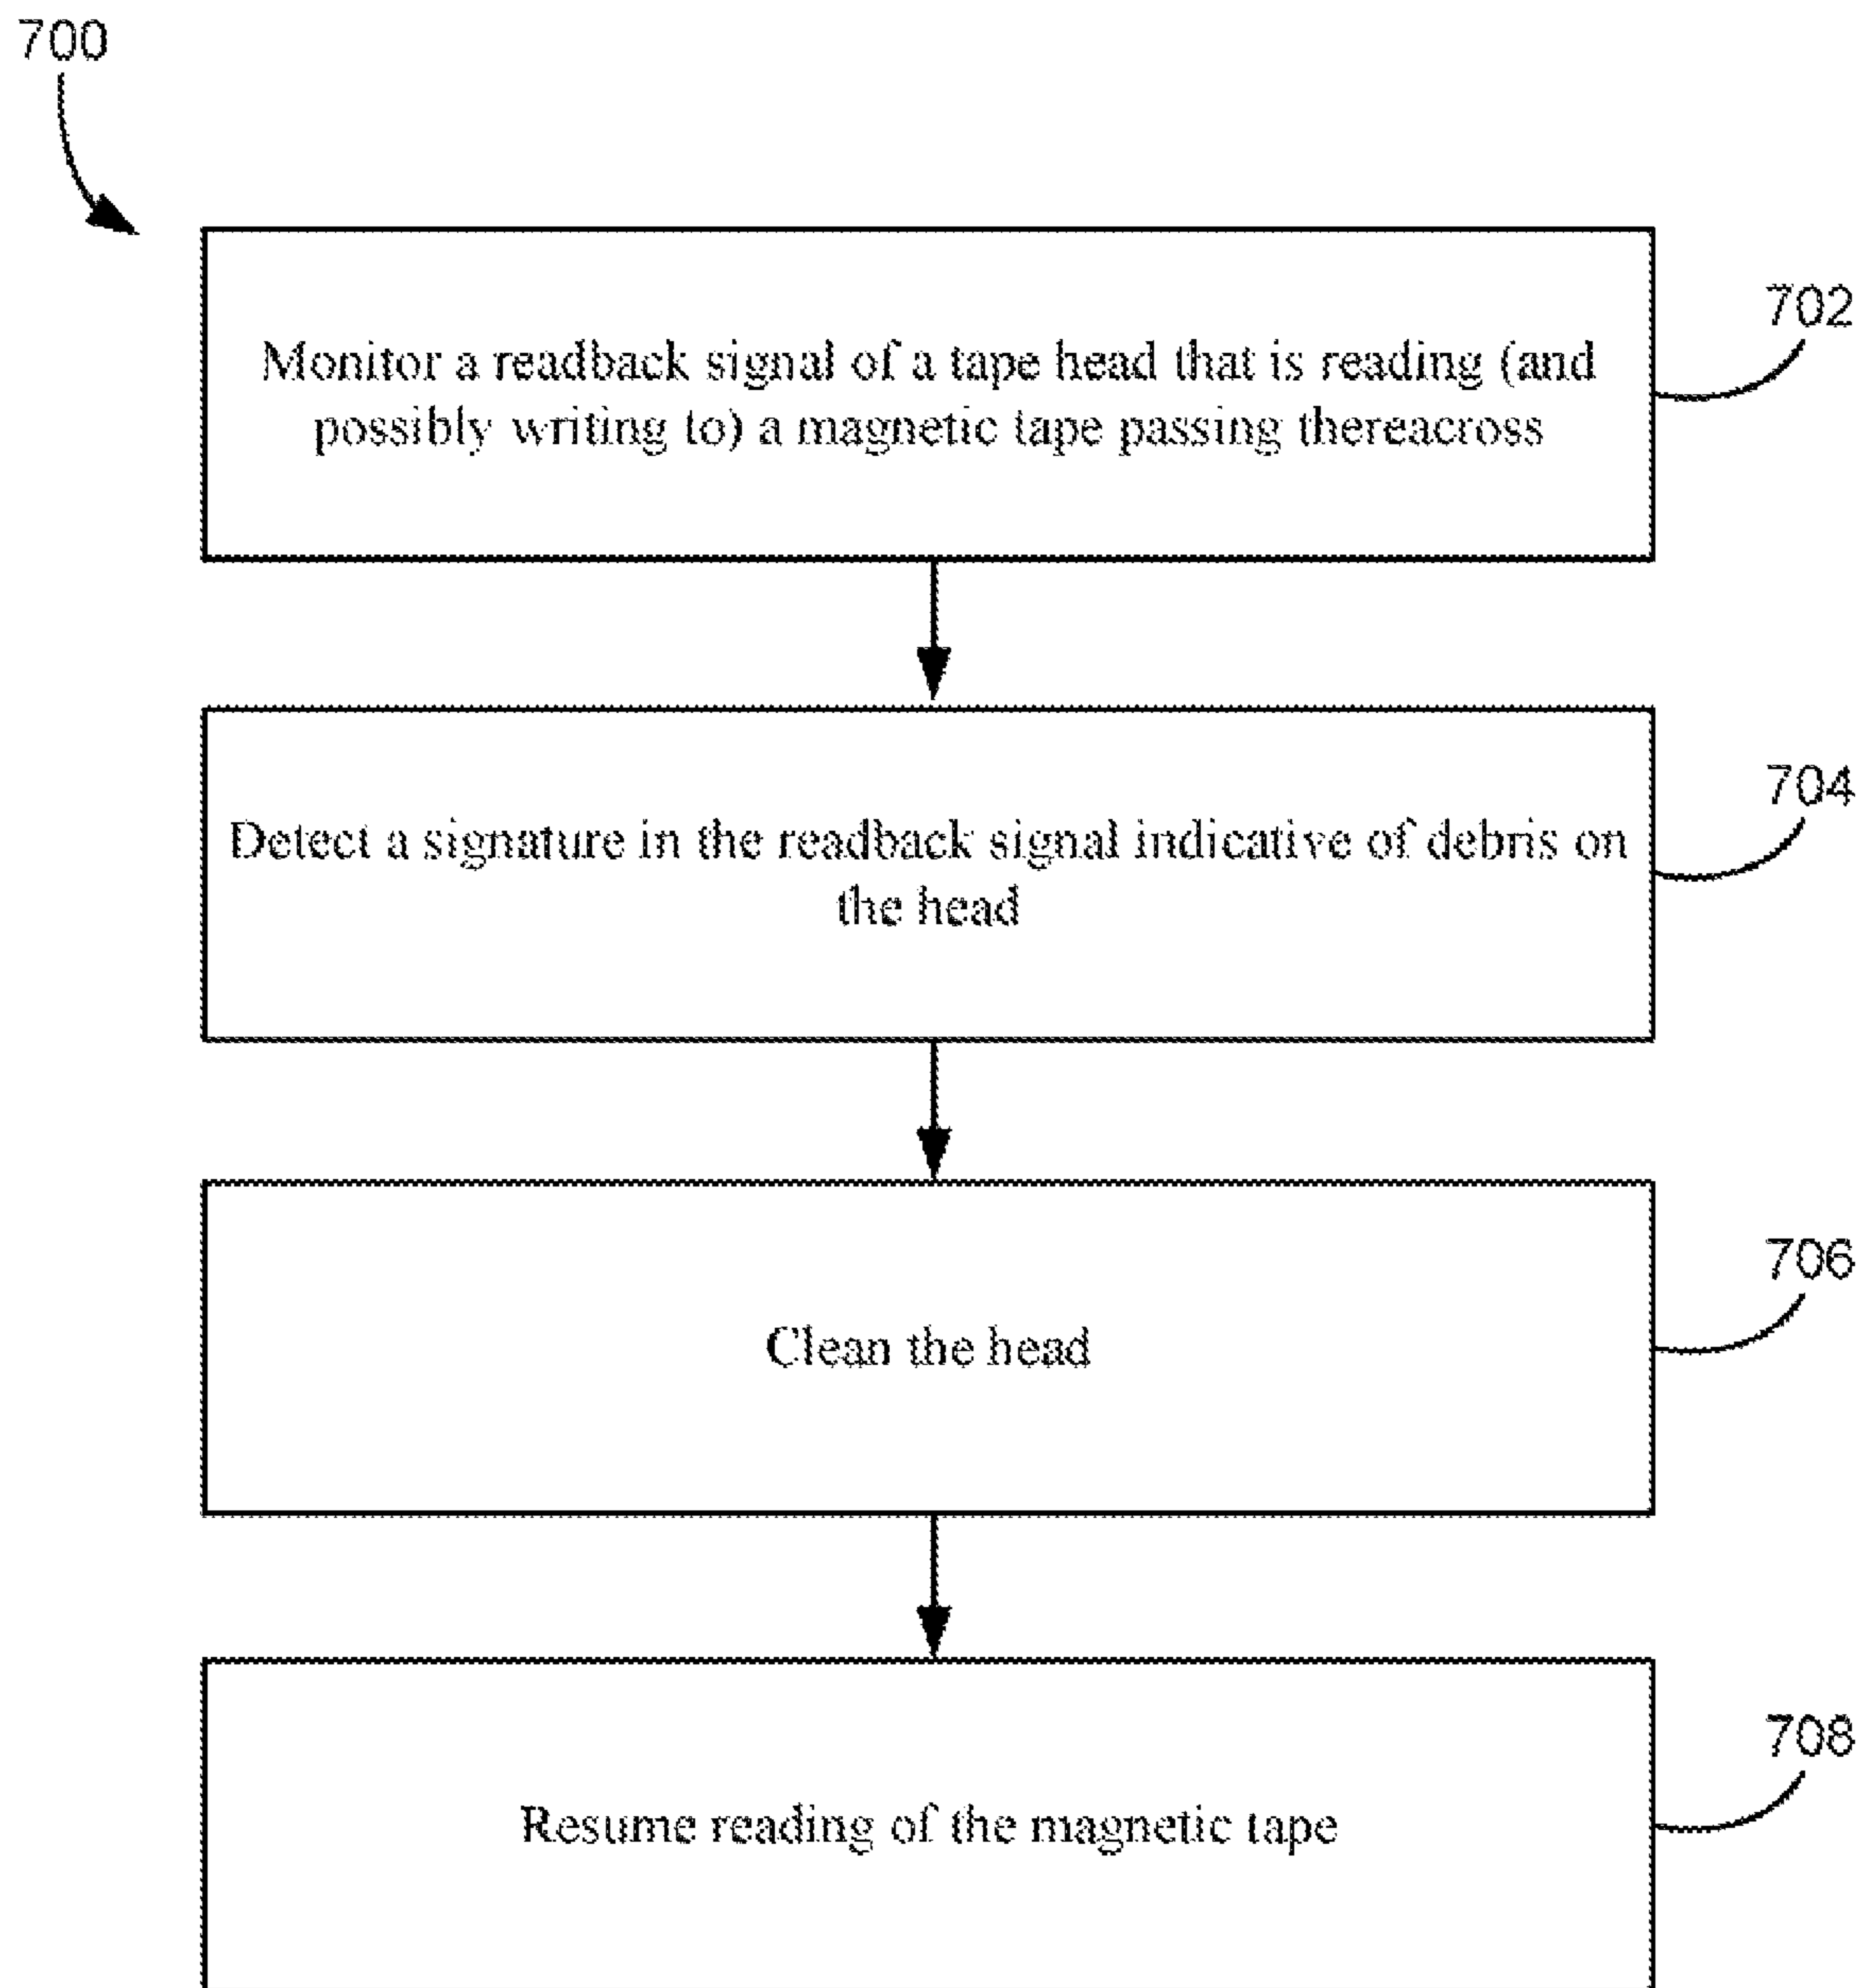 700
702
Monitor a readback signal of a tape head that is reading (and
possibly writing to) a magnetic tape passing thereacross
704
Detect a signature in the readback signal indicative of debris on
the head
706
Clean the head
708
Resume reading of the magnetic tape